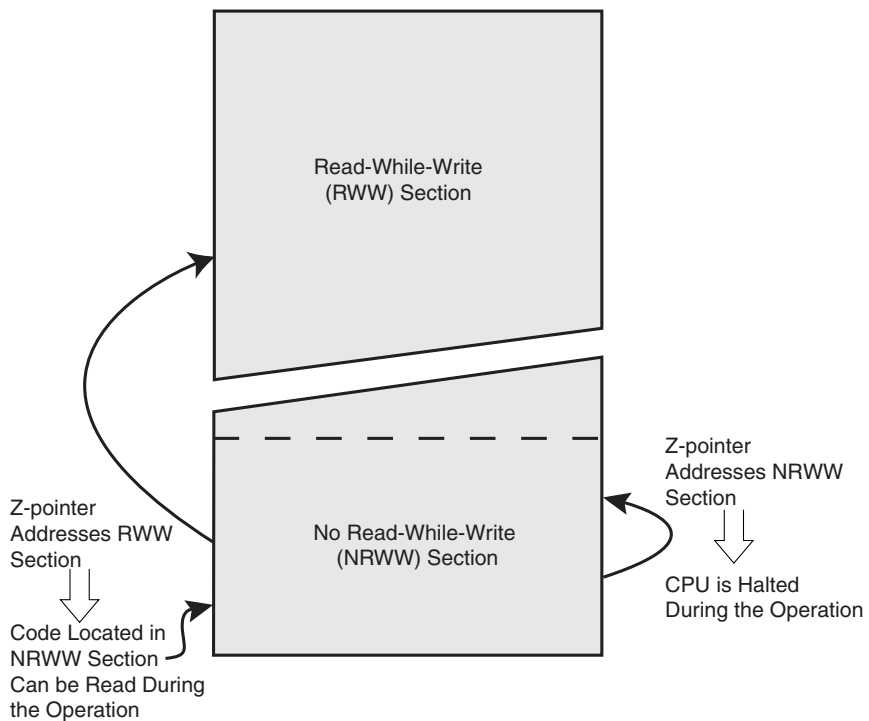 Read-While-Write
(RWW) Section
Z-pointer
Addresses NRWW
Section
Z-pointer
Addresses RWW
Section
No Read-While-Write
(NRWW) Section
CPU is Halted
During the Operation
Code Located in
NRWW Section
Can be Read During
the Operation